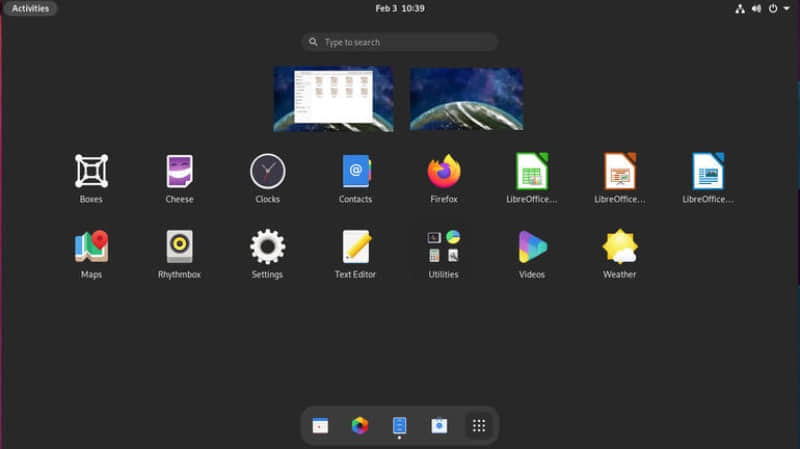 Activities
Feb 3 10:39
Type to search
Boxes
Cheese
Clocks
Contacts
Firefox
LibreOffice...
LibreOffice...
LibreOffice...
Maps
Rhythmbox
Settings
Text Editor
Utilities
Videos
Weather